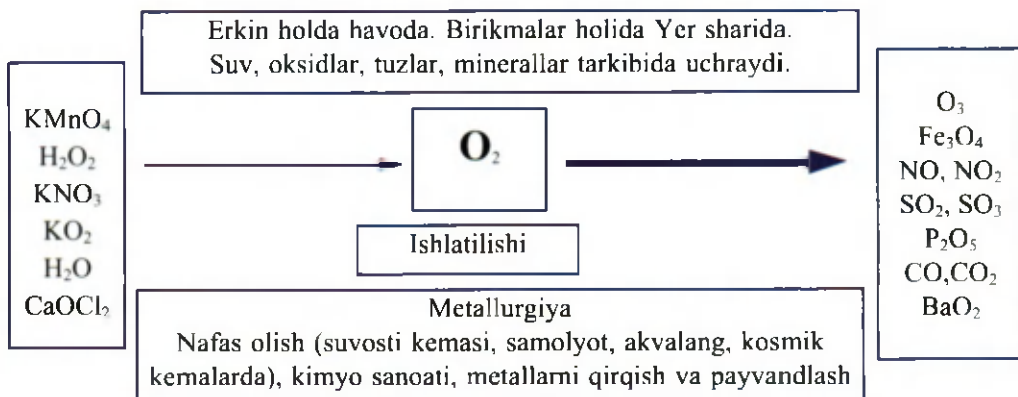 Erkin holda havoda. Birikmalar holida Yer sharida.
Suv, oksidlar, tuzlar, minerallar tarkibida uchraydi.
KMnO₄
H₂O₂
KNO₃
KO₂
H₂O
CaOCl₂
O₂
O₃
Fe₃O₄
NO, NO₂
SO₂, SO₃
P₂O₅
CO,CO₂
BaO₂
Ishlatilishi
Metallurgiya
Nafas olish (suvosti kemasi, samolyot, akvalang, kosmik
kemalarda), kimyo sanoati, metallarni qirqish va payvandlash